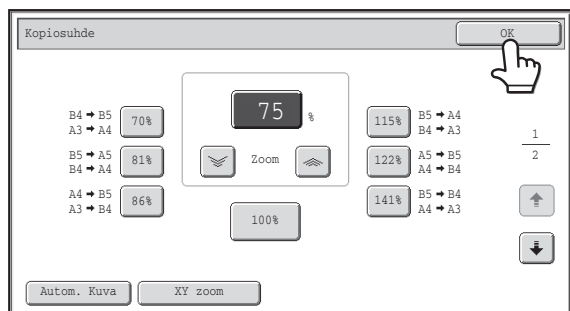 Kopiosuhde
OK
75 %
Zoom
100%
B4 → B5
A3 → A4
70%
B5 → A5
B4 → A4
81%
A4 → B5
A3 → B4
86%
115%
B5 → A4
B4 → A3
122%
A5 → B5
A4 → B4
141%
B5 → B4
A4 → A3
1
2
Autom. Kuva
XY zoom